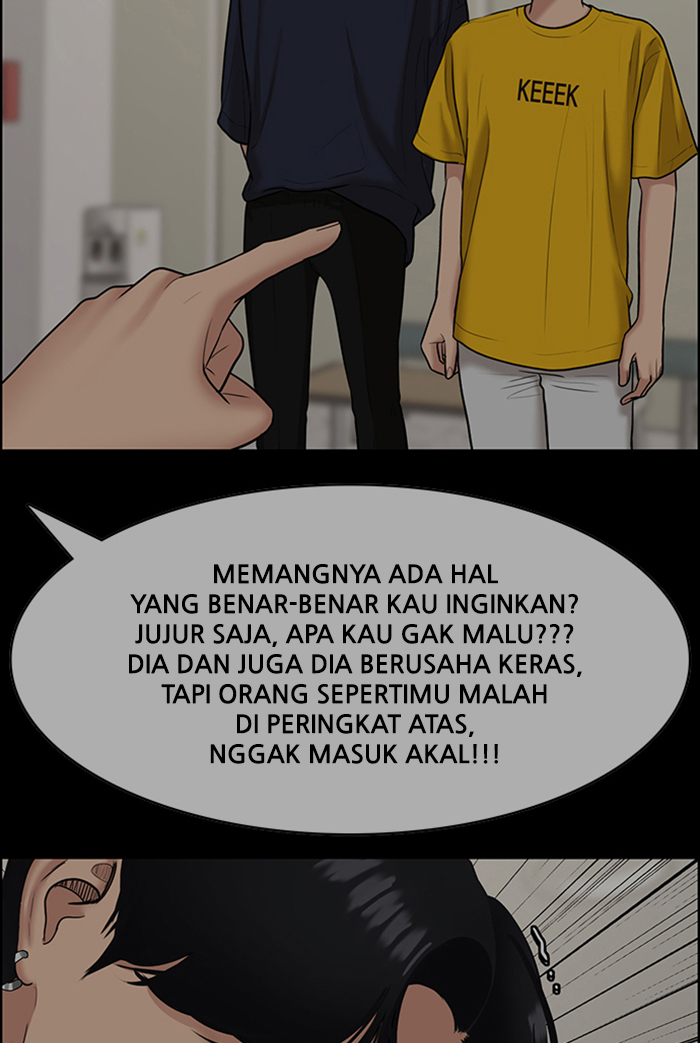 KEEEK
MEMANGNYA ADA HAL
YANG BENAR-BENAR KAU INGINKAN?
JUJUR SAJA, APA KAU GAK MALU???
DIA DAN JUGA DIA BERUSAHA KERAS,
TAPI ORANG SEPERTIMU MALAH
DI PERINGKAT ATAS,
NGGAK MASUK AKAL!!!